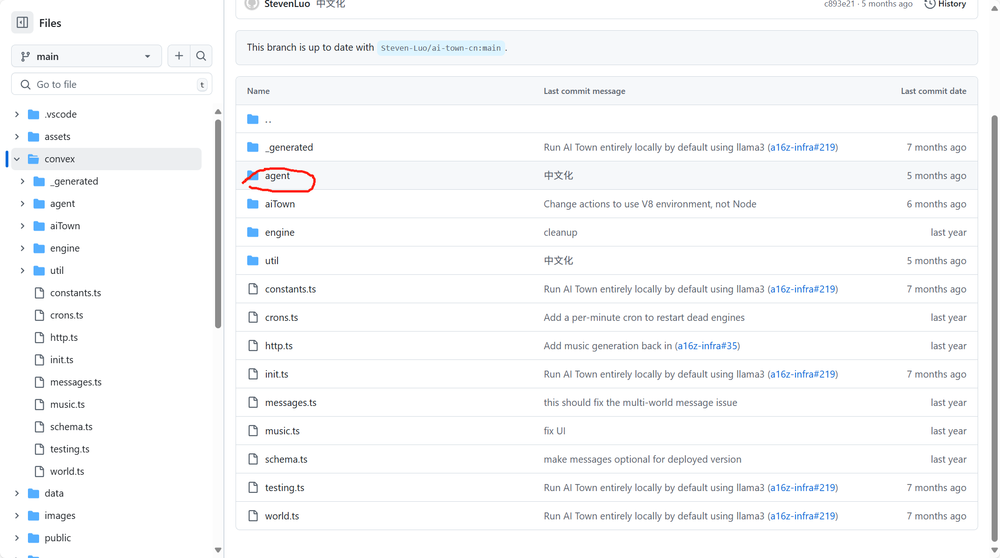 Files
main
Go to file
t
.vscode
assets
convex
_generated
agent
aiTown
engine
util
constants.ts
crons.ts
http.ts
init.ts
messages.ts
music.ts
schema.ts
testing.ts
world.ts
data
images
public
StevenLuo 中文化 c893e21 · 5 months ago History
This branch is up to date with Steven-Luo/ai-town-cn:main .
Name Last commit message Last commit date
..
_generated Run AI Town entirely locally by default using llama3 (a16z-infra#219) 7 months ago
agent 中文化 5 months ago
aiTown Change actions to use V8 environment, not Node 6 months ago
engine cleanup last year
util 中文化 5 months ago
constants.ts Run AI Town entirely locally by default using llama3 (a16z-infra#219) 7 months ago
crons.ts Add a per-minute cron to restart dead engines last year
http.ts Add music generation back in (a16z-infra#35) last year
init.ts Run AI Town entirely locally by default using llama3 (a16z-infra#219) 7 months ago
messages.ts this should fix the multi-world message issue last year
music.ts fix UI last year
schema.ts make messages optional for deployed version last year
testing.ts Run AI Town entirely locally by default using llama3 (a16z-infra#219) 7 months ago
world.ts Run AI Town entirely locally by default using llama3 (a16z-infra#219) 7 months ago